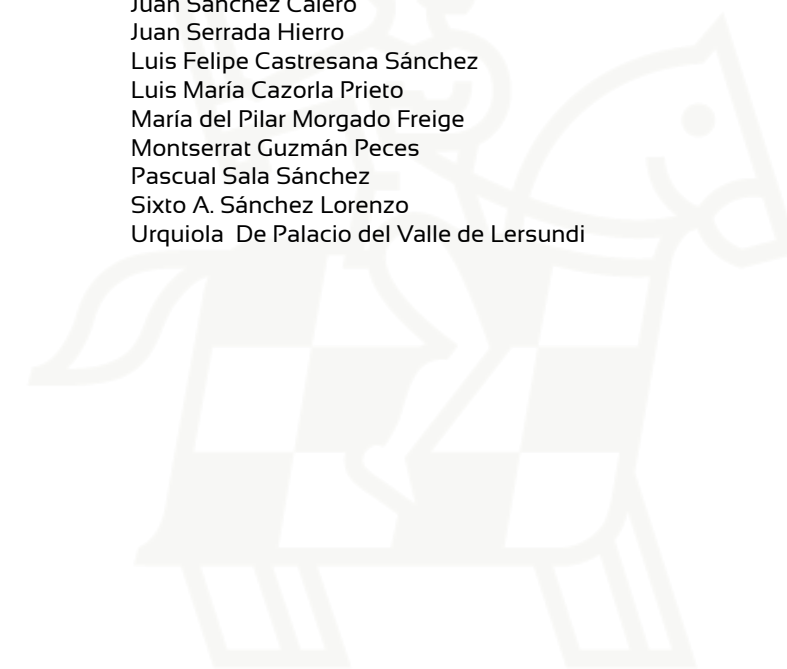 Juan Sánchez Calero
Juan Serrada Hierro
Luis Felipe Castresana Sánchez
Luis María Cazorla Prieto
María del Pilar Morgado Freige
Montserrat Guzmán Peces
Pascual Sala Sánchez
Sixto A. Sánchez Lorenzo
Urquiola  De Palacio del Valle de Lersundi